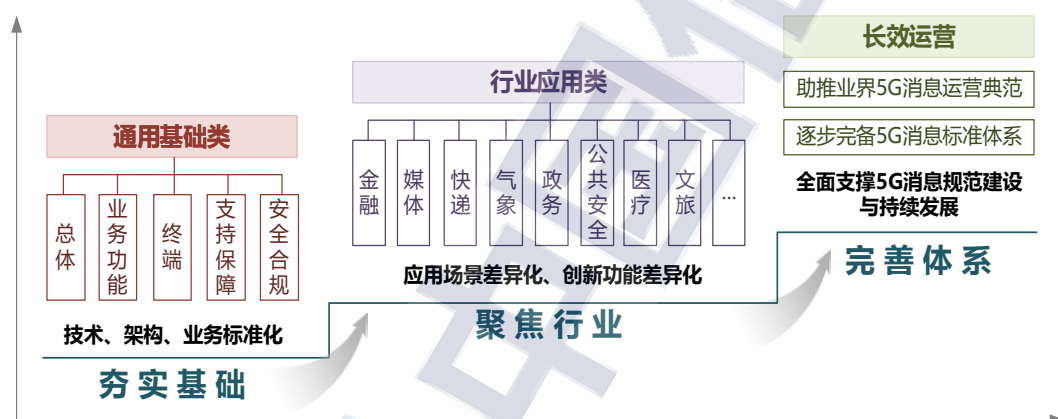 通用基础类
总体
业务功能
终端
支持保障
安全合规
技术、架构、业务标准化
夯实基础
行业应用类
金融
媒体
快递
气象
政务
公共安全
医疗
文旅
...
应用场景差异化、创新功能差异化
聚焦行业
长效运营
助推业界5G消息运营典范
逐步完备5G消息标准体系
全面支撑5G消息规范建设
与持续发展
完善体系